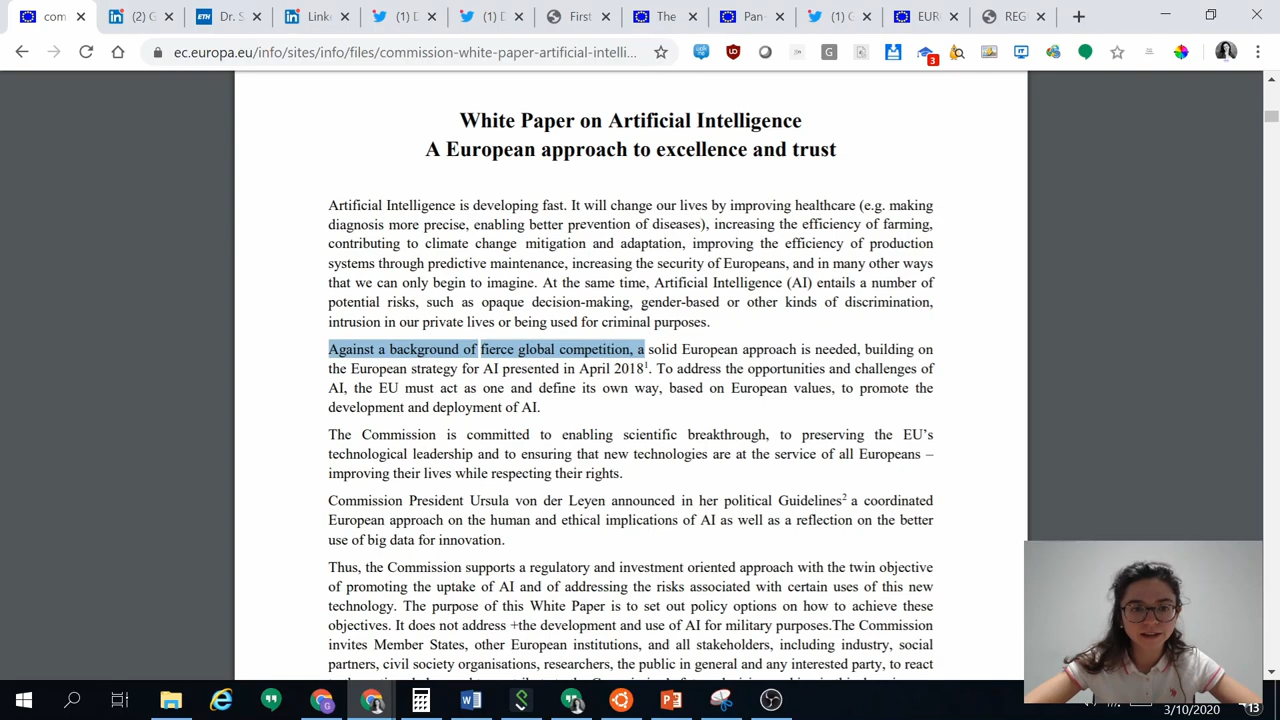 com
(2) G
ETH
Dr. S
Linke
(1) D
(1) D
First
The
Pan-
(1) G
EUR
REG
ec.europa.eu/info/sites/info/files/commission-white-paper-artificial-intelli...
3
White Paper on Artificial Intelligence
A European approach to excellence and trust
Artificial Intelligence is developing fast. It will change our lives by improving healthcare (e.g. making
diagnosis more precise, enabling better prevention of diseases), increasing the efficiency of farming,
contributing to climate change mitigation and adaptation, improving the efficiency of production
systems through predictive maintenance, increasing the security of Europeans, and in many other ways
that we can only begin to imagine. At the same time, Artificial Intelligence (AI) entails a number of
potential risks, such as opaque decision-making, gender-based or other kinds of discrimination,
intrusion in our private lives or being used for criminal purposes.
Against a background of fierce global competition, a solid European approach is needed, building on
the European strategy for AI presented in April 2018¹. To address the opportunities and challenges of
AI, the EU must act as one and define its own way, based on European values, to promote the
development and deployment of AI.
The Commission is committed to enabling scientific breakthrough, to preserving the EU's
technological leadership and to ensuring that new technologies are at the service of all Europeans –
improving their lives while respecting their rights.
Commission President Ursula von der Leyen announced in her political Guidelines² a coordinated
European approach on the human and ethical implications of AI as well as a reflection on the better
use of big data for innovation.
Thus, the Commission supports a regulatory and investment oriented approach with the twin objective
of promoting the uptake of AI and of addressing the risks associated with certain uses of this new
technology. The purpose of this White Paper is to set out policy options on how to achieve these
objectives. It does not address +the development and use of AI for military purposes.The Commission
invites Member States, other European institutions, and all stakeholders, including industry, social
partners, civil society organisations, researchers, the public in general and any interested party, to react
3/10/2020
13